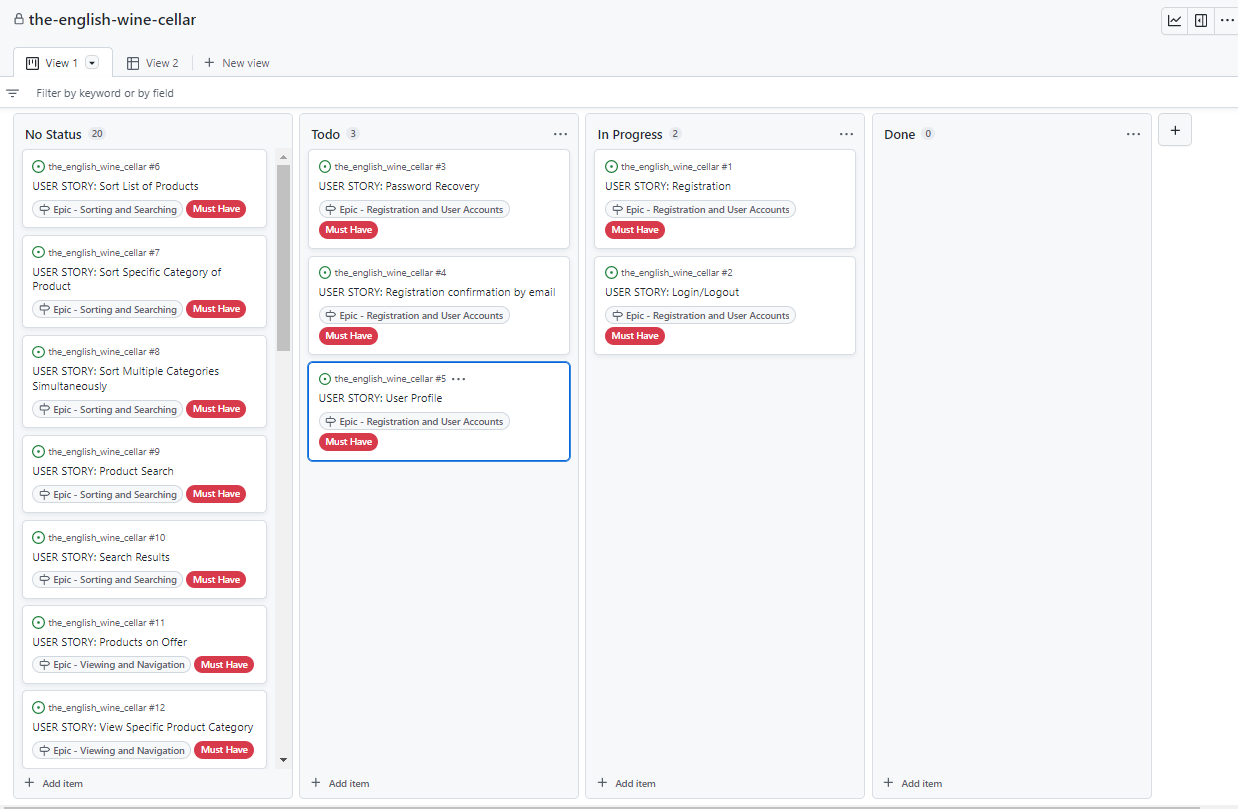 the-english-wine-cellar
View 1
View 2
New view
Filter by keyword or by field
No Status 20
the_english_wine_cellar #6
USER STORY: Sort List of Products
Epic - Sorting and Searching Must Have
the_english_wine_cellar #7
USER STORY: Sort Specific Category of
Product
Epic - Sorting and Searching Must Have
the_english_wine_cellar #8
USER STORY: Sort Multiple Categories
Simultaneously
Epic - Sorting and Searching Must Have
the_english_wine_cellar #9
USER STORY: Product Search
Epic - Sorting and Searching Must Have
the_english_wine_cellar #10
USER STORY: Search Results
Epic - Sorting and Searching Must Have
the_english_wine_cellar #11
USER STORY: Products on Offer
Epic - Viewing and Navigation Must Have
the_english_wine_cellar #12
USER STORY: View Specific Product Category
Epic - Viewing and Navigation Must Have
Add item
Todo 3
the_english_wine_cellar #3
USER STORY: Password Recovery
Epic - Registration and User Accounts
Must Have
the_english_wine_cellar #4
USER STORY: Registration confirmation by email
Epic - Registration and User Accounts
Must Have
the_english_wine_cellar #5
USER STORY: User Profile
Epic - Registration and User Accounts
Must Have
Add item
In Progress 2
the_english_wine_cellar #1
USER STORY: Registration
Epic - Registration and User Accounts
Must Have
the_english_wine_cellar #2
USER STORY: Login/Logout
Epic - Registration and User Accounts
Must Have
Add item
Done 0
Add item